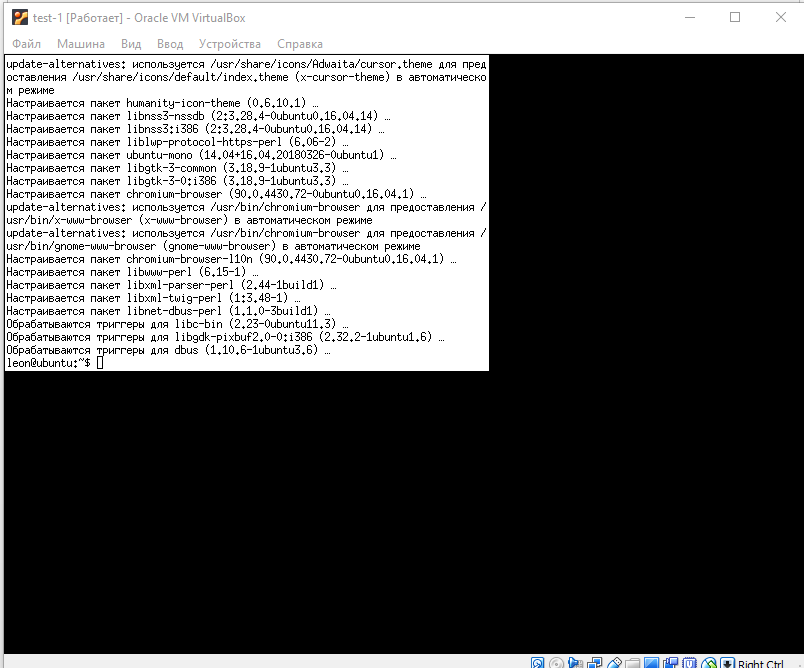 test-1 [Работает] - Oracle VM VirtualBox
Файл Машина Вид Ввод Устройства Справка
update-alternatives: используется /usr/share/icons/Adwaita/cursor.theme для пред
оставления /usr/share/icons/default/index.theme (x-cursor-theme) в автоматическо
м режиме
Настраивается пакет humanity-icon-theme (0.6.10.1) …
Настраивается пакет libnss3-nssdb (2:3.28.4-0ubuntu0.16.04.14) …
Настраивается пакет libnss3:i386 (2:3.28.4-0ubuntu0.16.04.14) …
Настраивается пакет liblwp-protocol-https-perl (6.06-2) …
Настраивается пакет ubuntu-mono (14.04+16.04.20180326-0ubuntu1) …
Настраивается пакет libgtk-3-common (3.18.9-1ubuntu3.3) …
Настраивается пакет libgtk-3-0:i386 (3.18.9-1ubuntu3.3) …
Настраивается пакет chromium-browser (90.0.4430.72-0ubuntu0.16.04.1) …
update-alternatives: используется /usr/bin/chromium-browser для предоставления /
usr/bin/x-www-browser (x-www-browser) в автоматическом режиме
update-alternatives: используется /usr/bin/chromium-browser для предоставления /
usr/bin/gnome-www-browser (gnome-www-browser) в автоматическом режиме
Настраивается пакет chromium-browser-l10n (90.0.4430.72-0ubuntu0.16.04.1) …
Настраивается пакет libwww-perl (6.15-1) …
Настраивается пакет libxml-parser-perl (2.44-1build1) …
Настраивается пакет libxml-twig-perl (1:3.48-1) …
Настраивается пакет libnet-dbus-perl (1.1.0-3build1) …
Обрабатываются триггеры для libc-bin (2.23-0ubuntu11.3) …
Обрабатываются триггеры для libgdk-pixbuf2.0-0:i386 (2.32.2-1ubuntu1.6) …
Обрабатываются триггеры для dbus (1.10.6-1ubuntu3.6) …
leon@ubuntu:~$
Right Ctrl